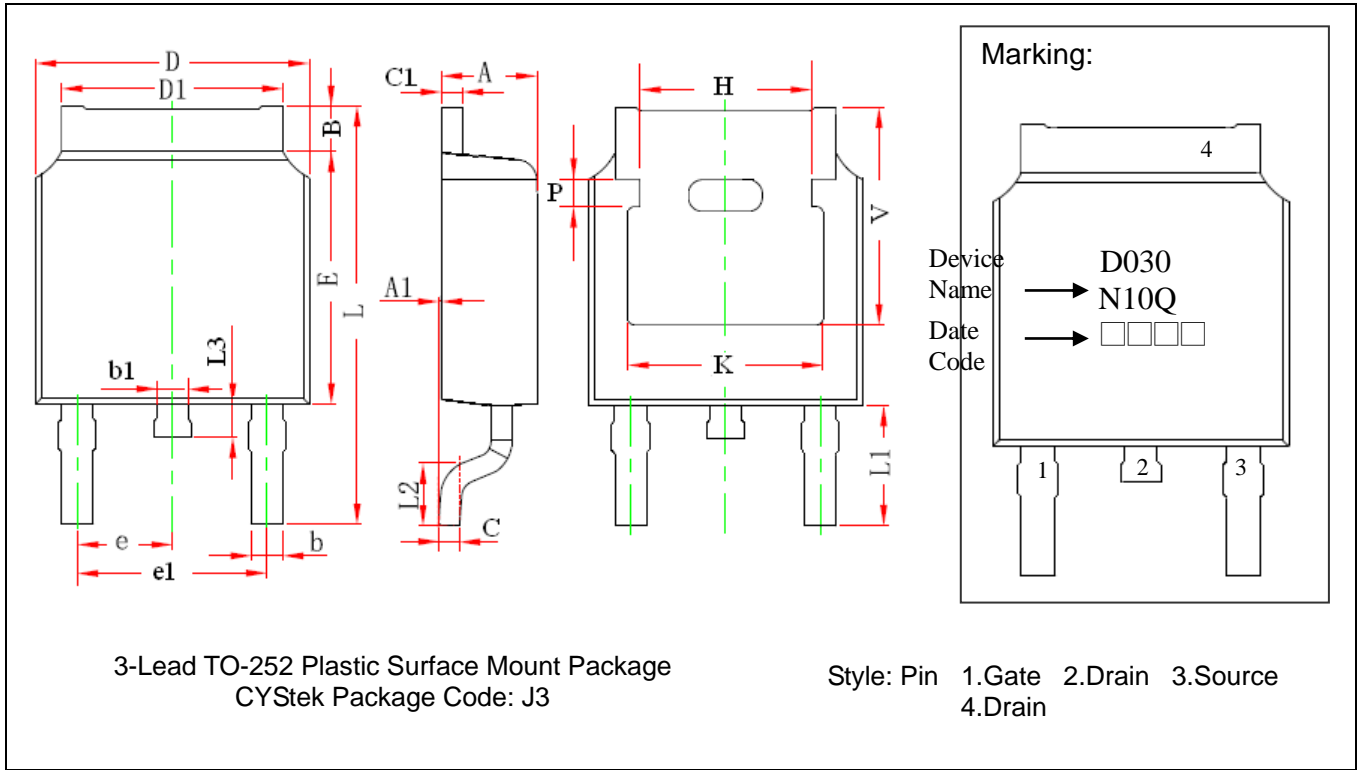 D
D1
B
E
L
L3
b1
e
e1
b
C1
A
A1
L2
C
H
P
V
K
L1
Marking:
4
Device
Name
D030
N10Q
Date
Code
□□□□
1
2
3
3-Lead TO-252 Plastic Surface Mount Package
CYStek Package Code: J3
Style: Pin 1.Gate 2.Drain 3.Source
4.Drain